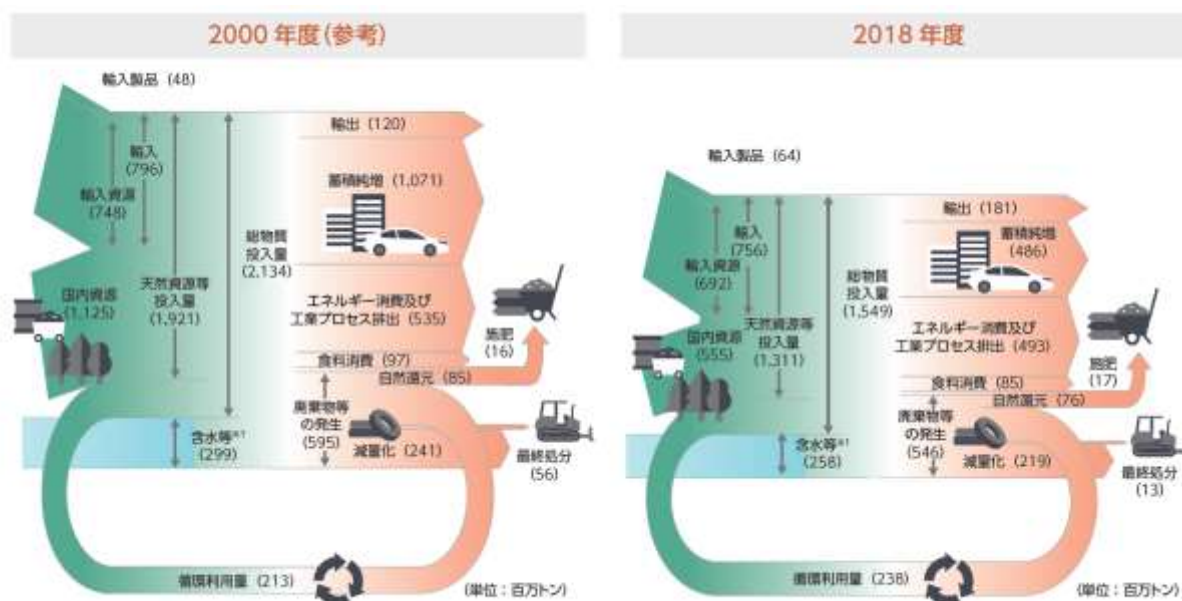 2000 年度(参考)
輸入製品 (48)
輸入
(796)
輸入資源
(748)
国内資源
(1,125)
天然資源等
投入量
(1,921)
総物質
投入量
(2,134)
輸出 (120)
蓄積純増 (1,071)
エネルギー消費及び
工業プロセス排出 (535)
食料消費 (97)
自然還元 (85)
施肥
(16)
廃棄物等
の発生
(595)
減量化 (241)
含水等※1
(299)
最終処分
(56)
循環利用量 (213)
(単位：百万トン)
2018 年度
輸入製品 (64)
輸入
(756)
輸入資源
(692)
国内資源
(555)
天然資源等
投入量
(1,311)
総物質
投入量
(1,549)
輸出 (181)
蓄積純増
(486)
エネルギー消費及び
工業プロセス排出 (493)
食料消費 (85)
自然還元 (76)
施肥
(17)
廃棄物等
の発生
(546)
減量化 (219)
含水等※1
(258)
最終処分
(13)
循環利用量 (238)
(単位：百万トン)